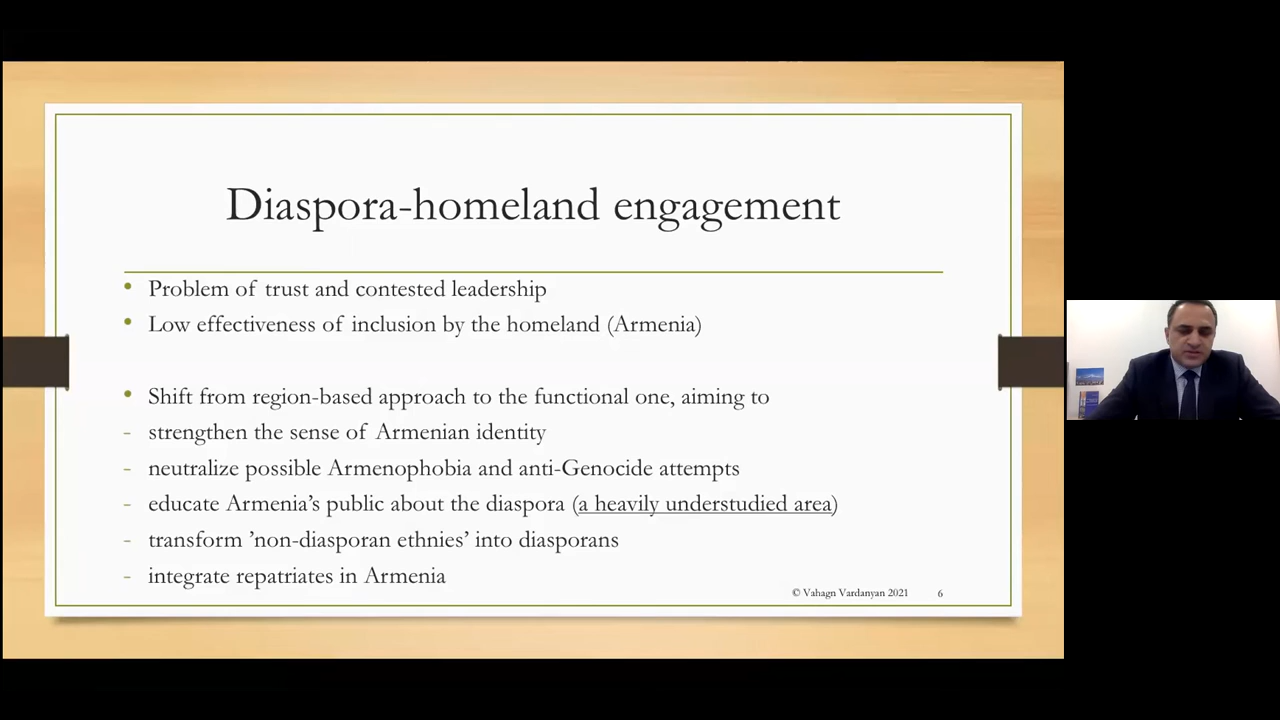 Diaspora-homeland engagement
• Problem of trust and contested leadership
• Low effectiveness of inclusion by the homeland (Armenia)
• Shift from region-based approach to the functional one, aiming to
- strengthen the sense of Armenian identity
- neutralize possible Armenophobia and anti-Genocide attempts
- educate Armenia’s public about the diaspora (a heavily understudied area)
- transform ’non-diasporan ethnies’ into diasporans
- integrate repatriates in Armenia
© Vahagn Vardanyan 2021 6